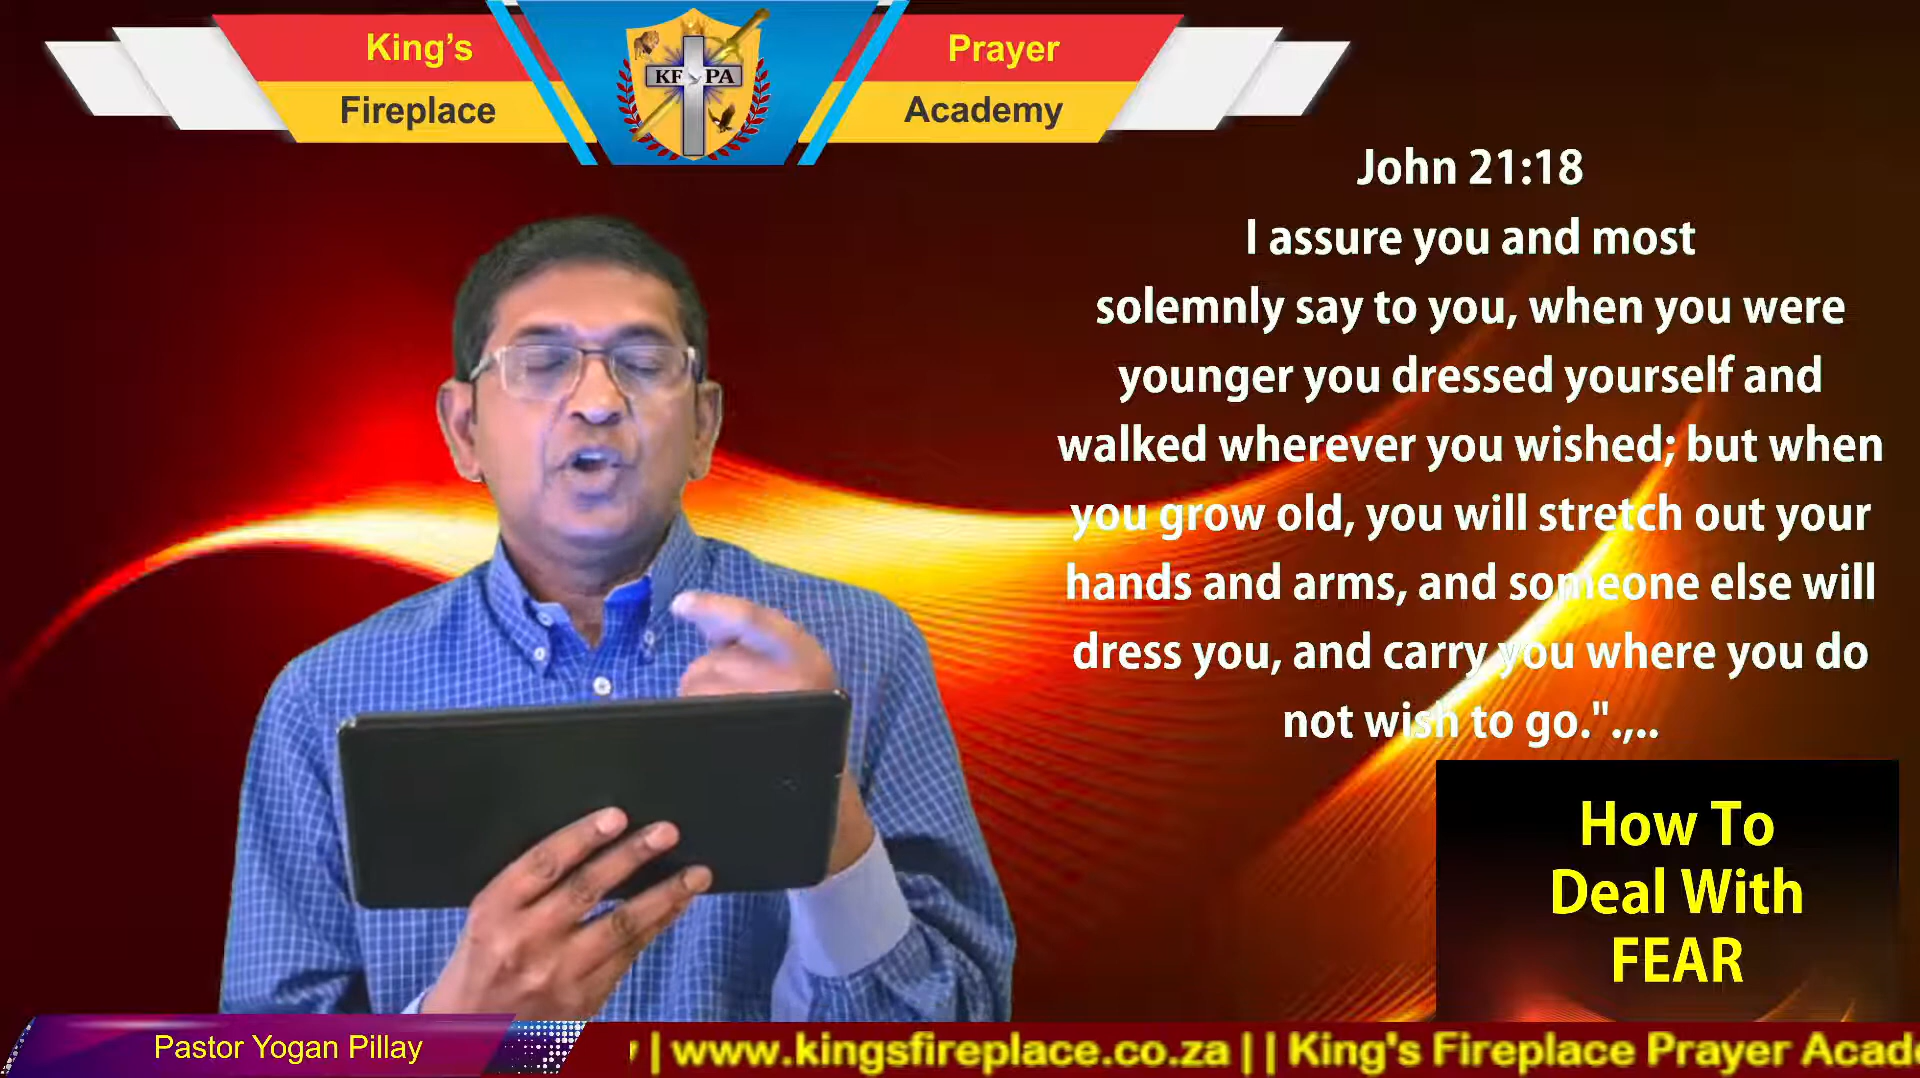 King's
Fireplace
KF PA
Prayer
Academy
John 21:18
I assure you and most
solemnly say to you, when you were
younger you dressed yourself and
walked wherever you wished; but when
you grow old, you will stretch out your
hands and arms, and someone else will
dress you, and carry you where you do
not wish to go.".,..
How To
Deal With
FEAR
Pastor Yogan Pillay
| www.kingsfireplace.co.za | | King's Fireplace Prayer